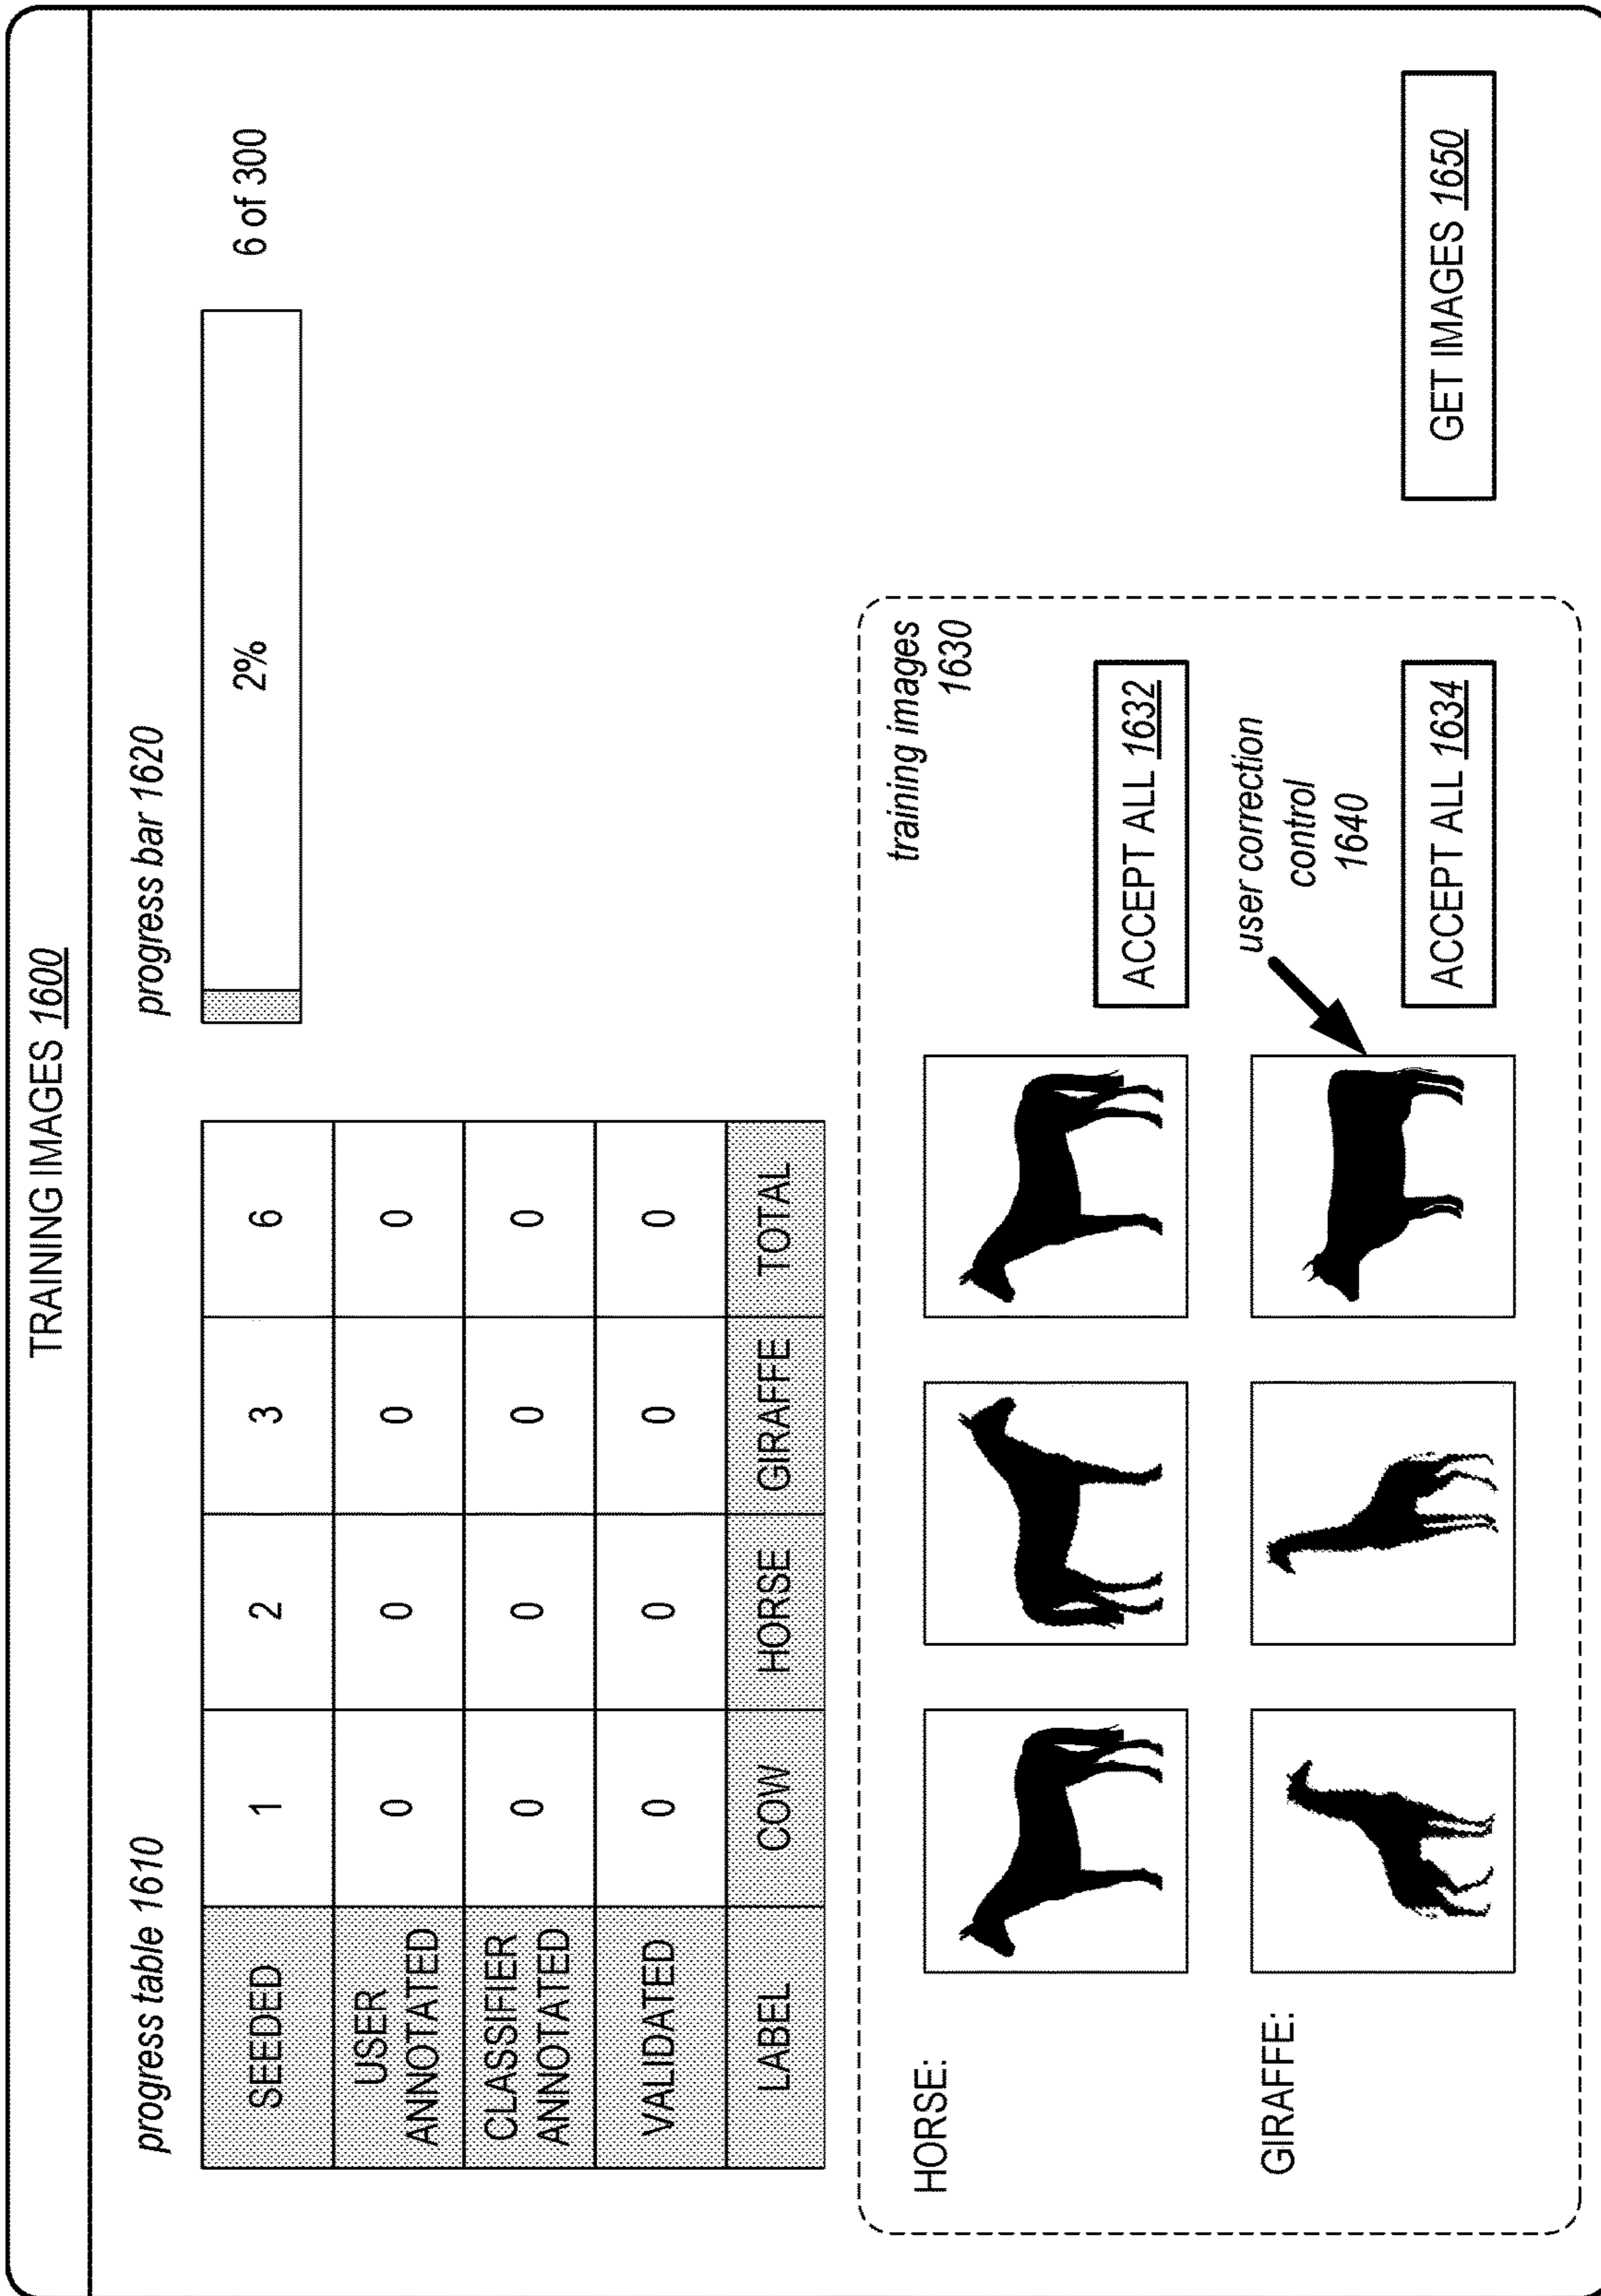 TRAINING IMAGES 1600
progress table 1610
progress bar 1620
SEEDED 1 2 3 6
USER ANNOTATED 0 0 0 0
CLASSIFIER ANNOTATED 0 0 0 0
VALIDATED 0 0 0 0
LABEL COW HORSE GIRAFFE TOTAL
2%
6 of 300
training images
1630
HORSE:
ACCEPT ALL 1632
user correction
control
1640
GIRAFFE:
ACCEPT ALL 1634
GET IMAGES 1650